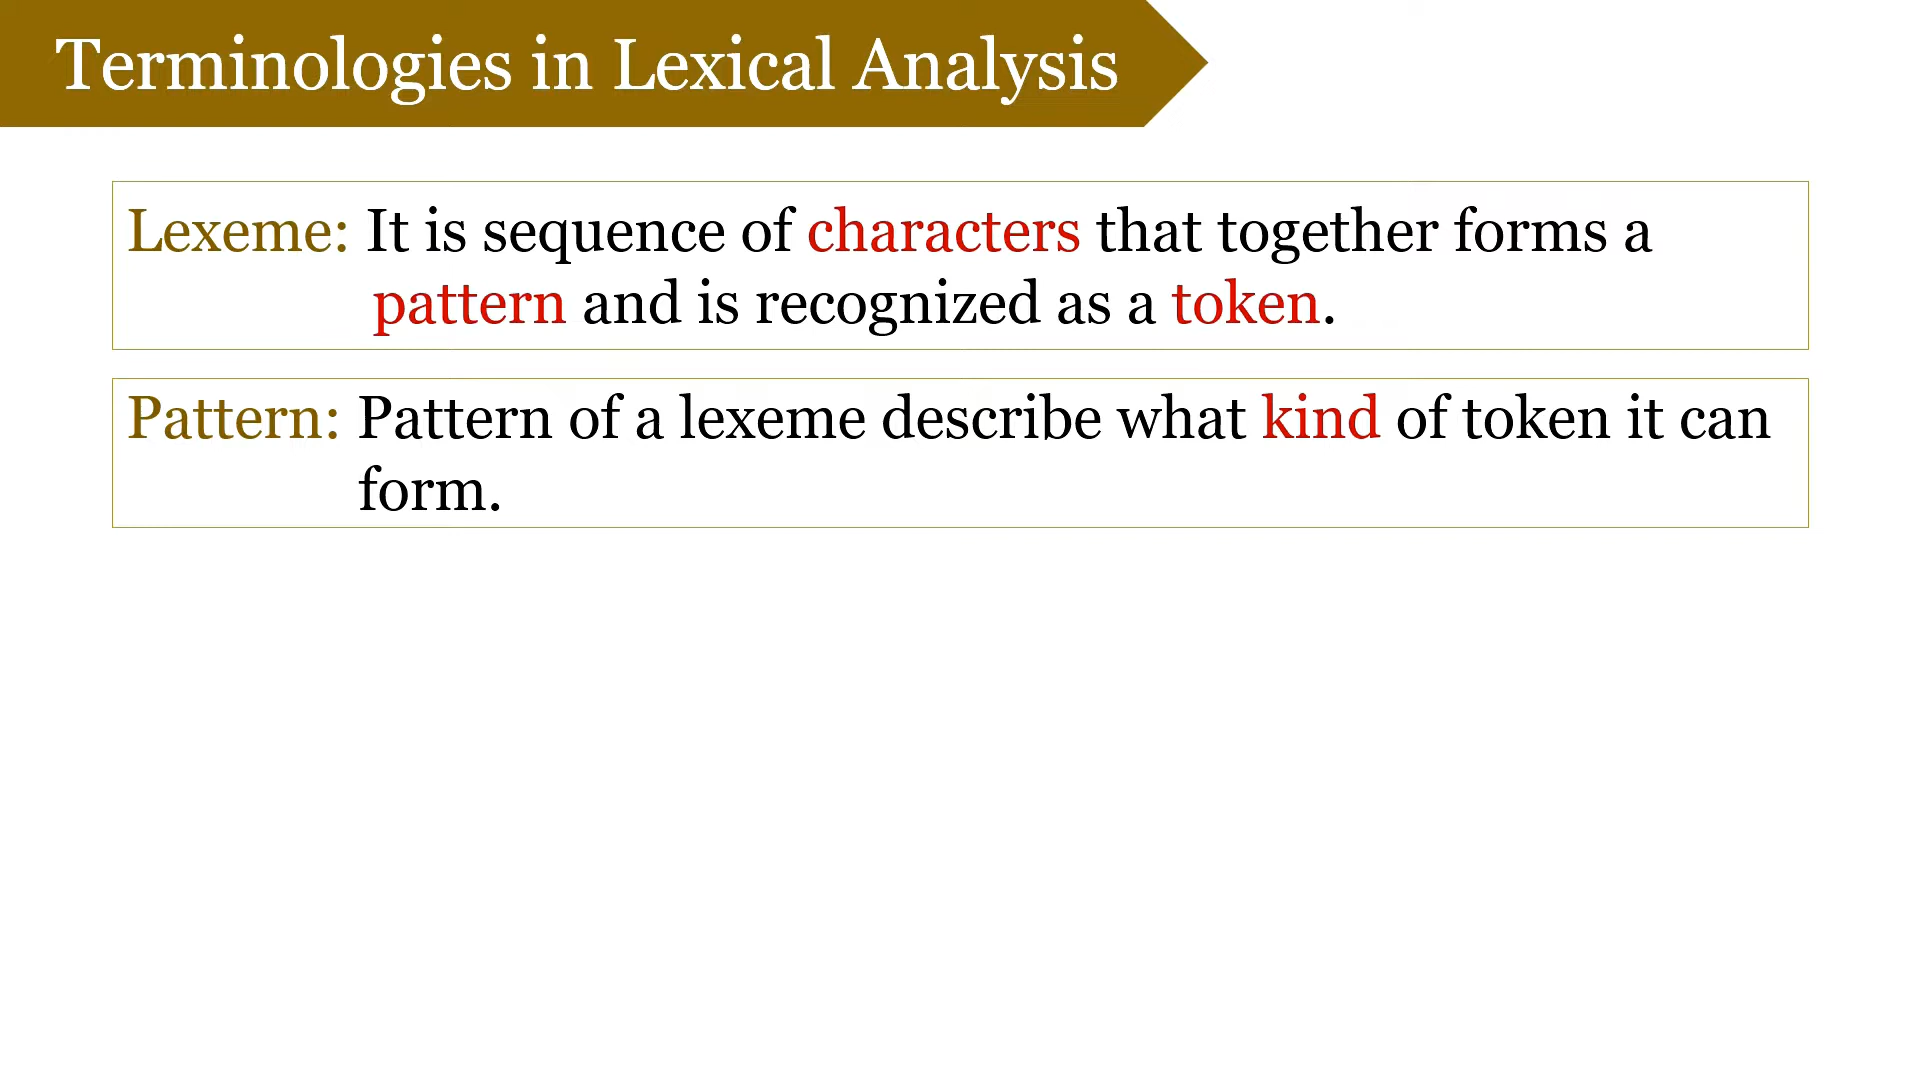 Terminologies in Lexical Analysis
Lexeme: It is sequence of characters that together forms a
pattern and is recognized as a token.
Pattern: Pattern of a lexeme describe what kind of token it can
form.